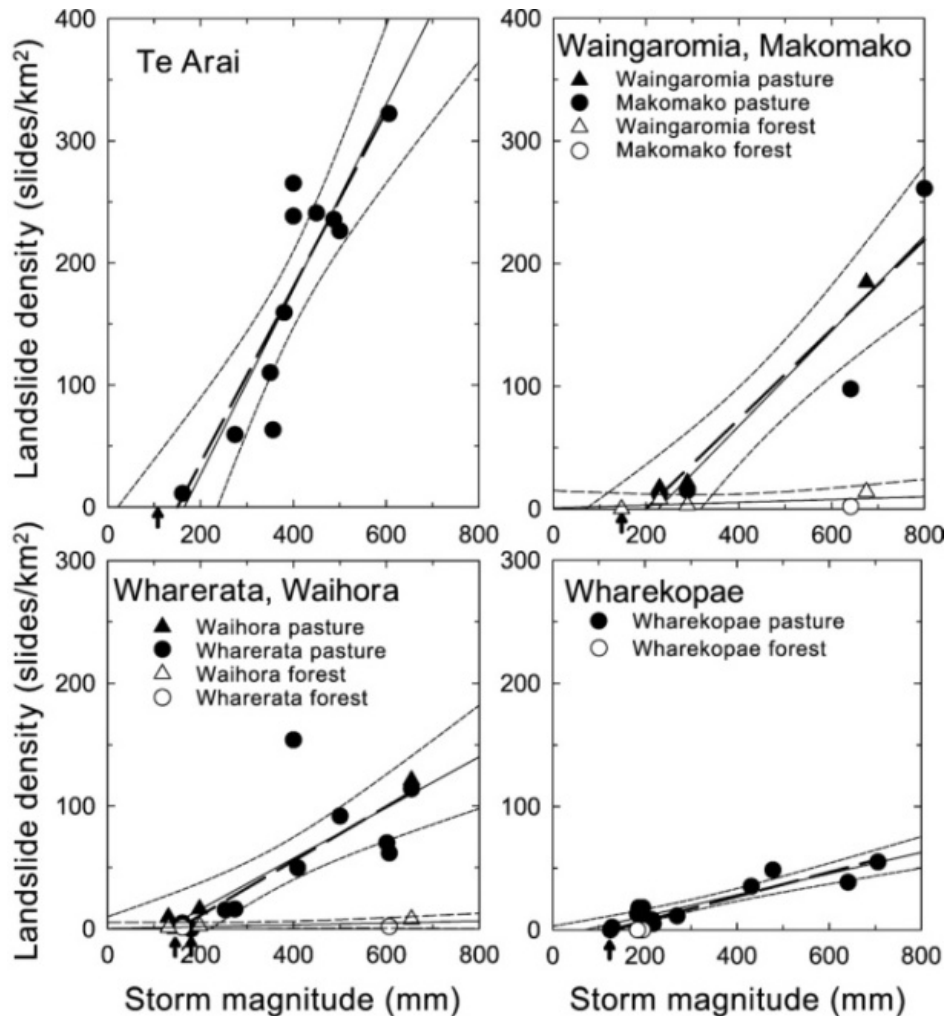 400
300
200
100
0
Landslide density (slides/km²)
Te Arai
0 200 400 600 800
400
300
200
100
0
Waingaromia, Makomako
Waingaromia pasture
Makomako pasture
Waingaromia forest
Makomako forest
0 200 400 600 800
300
200
100
0
Landslide density (slides/km²)
Wharerata, Waihora
Waihora pasture
Wharerata pasture
Waihora forest
Wharerata forest
0 200 400 600 800
Storm magnitude (mm)
300
200
100
0
Wharekopae
Wharekopae pasture
Wharekopae forest
0 200 400 600 800
Storm magnitude (mm)